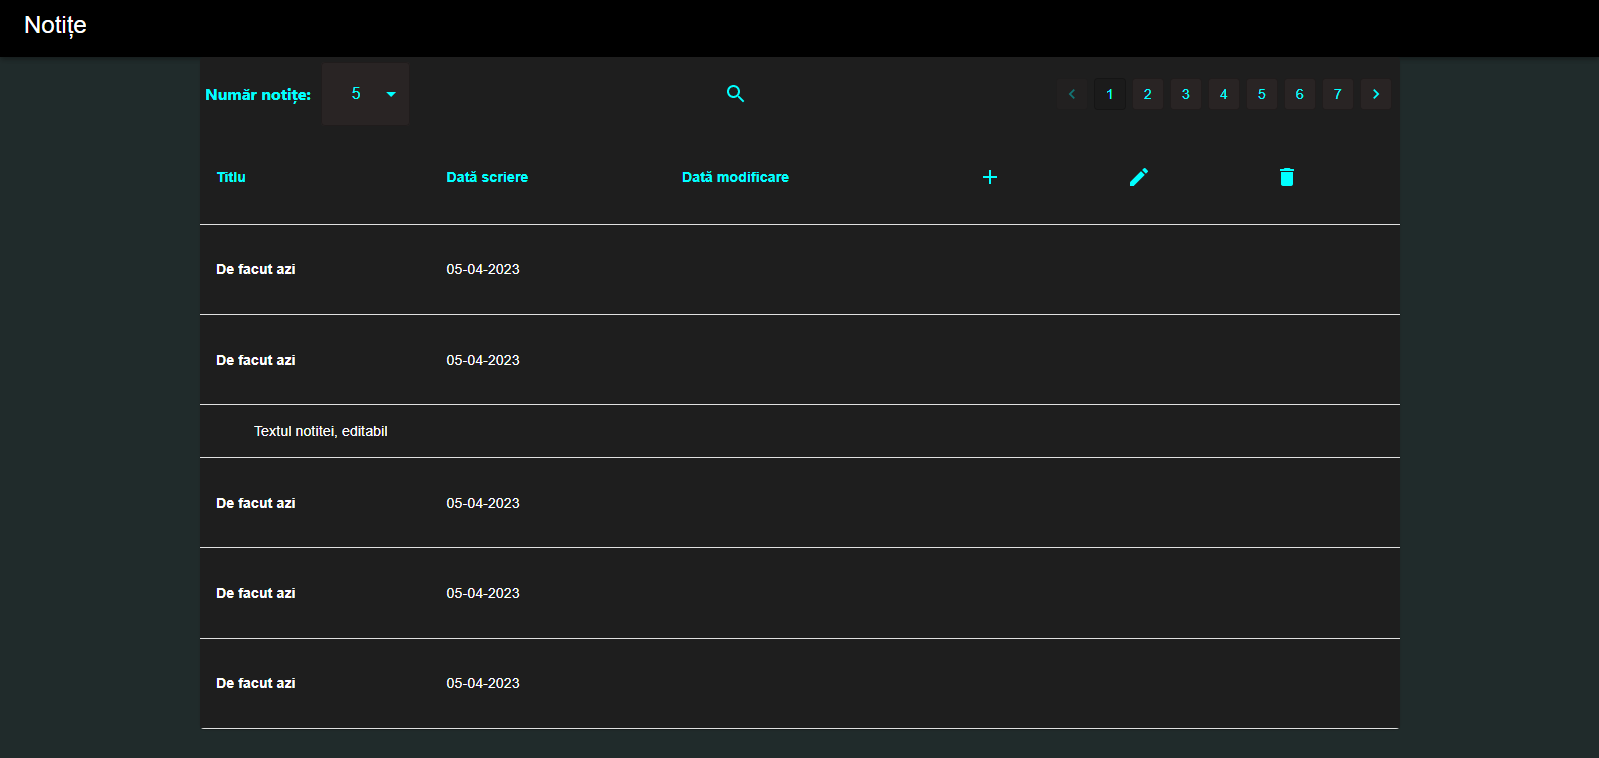 Notițe
Număr notițe: 5 1 2 3 4 5 6 7
Titlu Dată scriere Dată modificare
De facut azi 05-04-2023
De facut azi 05-04-2023
Textul notitei, editabil
De facut azi 05-04-2023
De facut azi 05-04-2023
De facut azi 05-04-2023